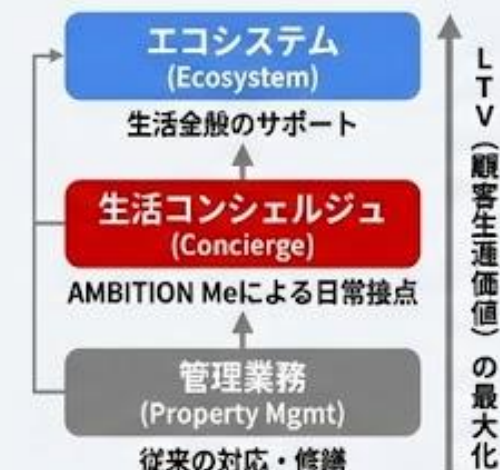 エコシステム
(Ecosystem)
生活全般のサポート
生活コンシェルジュ
(Concierge)
AMBITION Meによる日常接点
管理業務
(Property Mgmt)
従来の対応・修繕
LTV（顧客生価値）の最大化